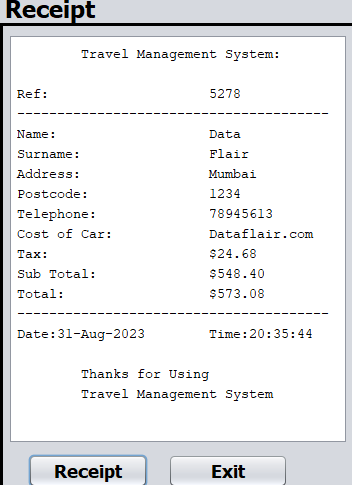 Receipt
Travel Management System:
Ref: 5278
---------------------------------------
Name: Data
Surname: Flair
Address: Mumbai
Postcode: 1234
Telephone: 78945613
Cost of Car: Dataflair.com
Tax: $24.68
Sub Total: $548.40
Total: $573.08
---------------------------------------
Date:31-Aug-2023 Time:20:35:44
Thanks for Using
Travel Management System
Receipt Exit